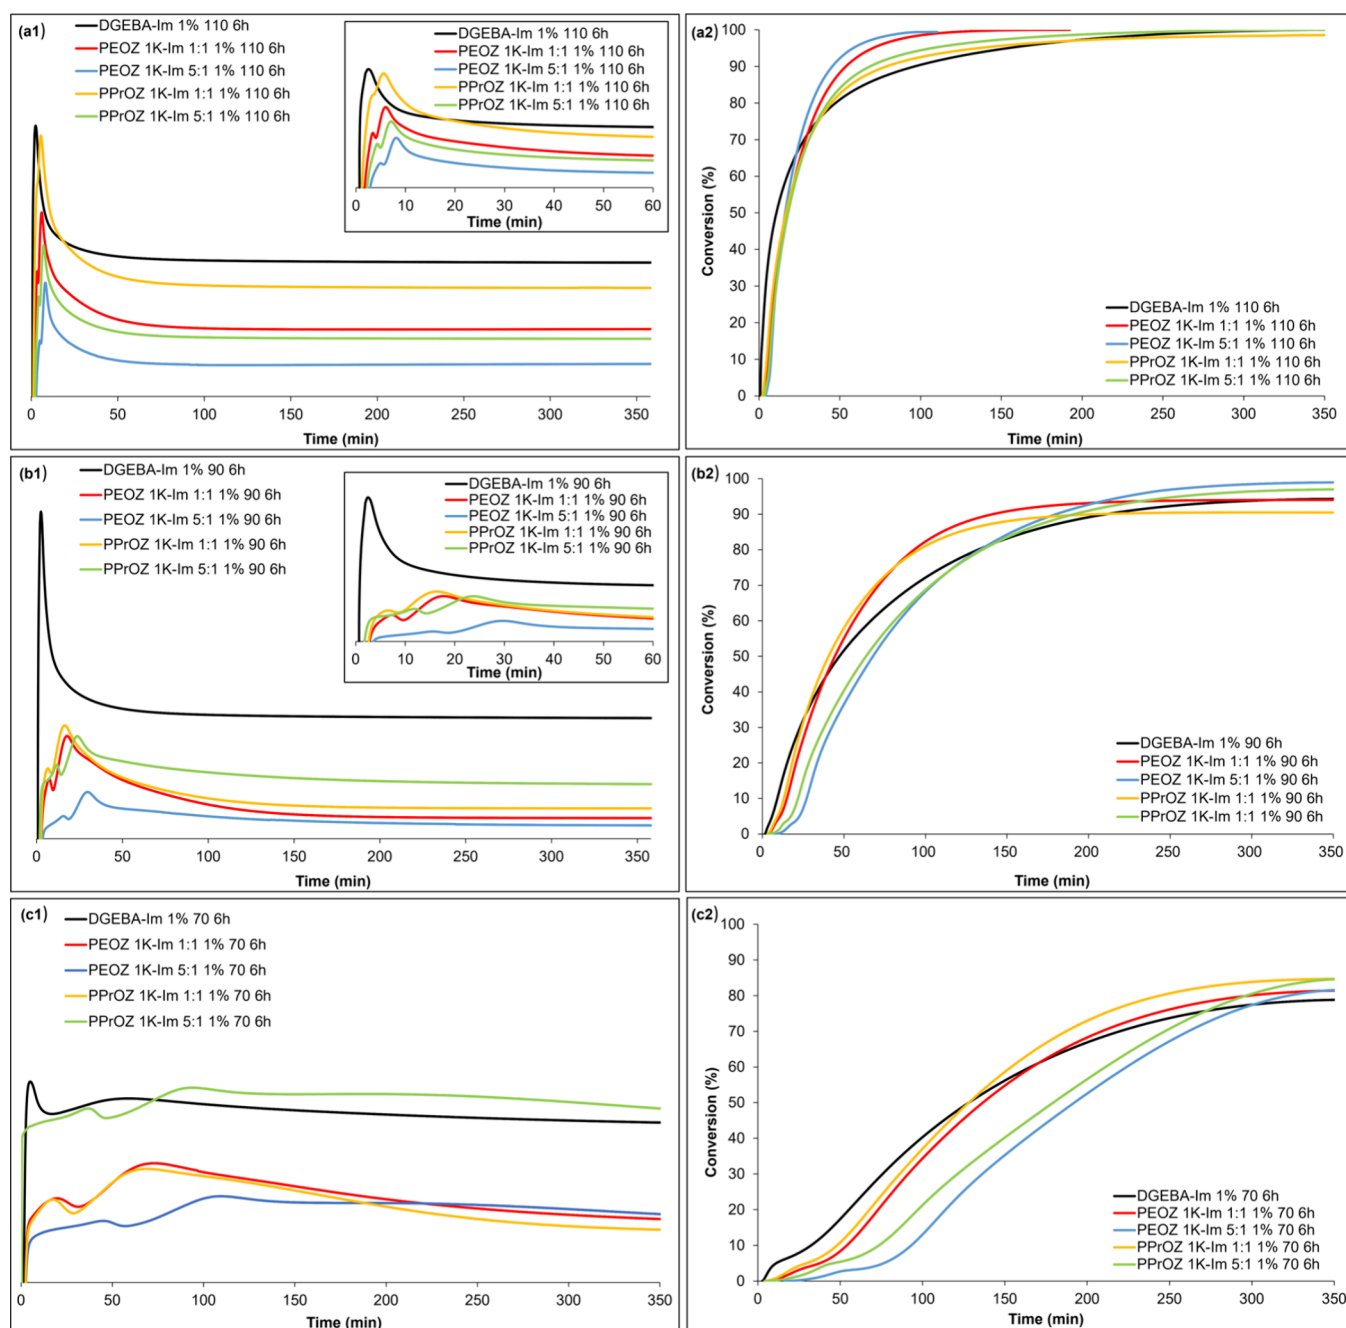 (a1)
DGEBA-Im 1% 110 6h
PEOZ 1K-Im 1:1 1% 110 6h
PEOZ 1K-Im 5:1 1% 110 6h
PPrOZ 1K-Im 1:1 1% 110 6h
PPrOZ 1K-Im 5:1 1% 110 6h
DGEBA-Im 1% 110 6h
PEOZ 1K-Im 1:1 1% 110 6h
PEOZ 1K-Im 5:1 1% 110 6h
PPrOZ 1K-Im 1:1 1% 110 6h
PPrOZ 1K-Im 5:1 1% 110 6h
0 10 20 30 40 50 60
Time (min)
0 50 100 150 200 250 300 350
Time (min)
(a2)
100
90
80
70
60
50
40
30
20
10
0
Conversion (%)
DGEBA-Im 1% 110 6h
PEOZ 1K-Im 1:1 1% 110 6h
PEOZ 1K-Im 5:1 1% 110 6h
PPrOZ 1K-Im 1:1 1% 110 6h
PPrOZ 1K-Im 5:1 1% 110 6h
0 50 100 150 200 250 300 350
Time (min)
(b1)
DGEBA-Im 1% 90 6h
PEOZ 1K-Im 1:1 1% 90 6h
PEOZ 1K-Im 5:1 1% 90 6h
PPrOZ 1K-Im 1:1 1% 90 6h
PPrOZ 1K-Im 5:1 1% 90 6h
DGEBA-Im 1% 90 6h
PEOZ 1K-Im 1:1 1% 90 6h
PEOZ 1K-Im 5:1 1% 90 6h
PPrOZ 1K-Im 1:1 1% 90 6h
PPrOZ 1K-Im 5:1 1% 90 6h
0 10 20 30 40 50 60
Time (min)
0 50 100 150 200 250 300 350
Time (min)
(b2)
100
90
80
70
60
50
40
30
20
10
0
Conversion (%)
DGEBA-Im 1% 90 6h
PEOZ 1K-Im 1:1 1% 90 6h
PEOZ 1K-Im 5:1 1% 90 6h
PPrOZ 1K-Im 1:1 1% 90 6h
PPrOZ 1K-Im 1:1 1% 90 6h
0 50 100 150 200 250 300 350
Time (min)
(c1)
DGEBA-Im 1% 70 6h
PEOZ 1K-Im 1:1 1% 70 6h
PEOZ 1K-Im 5:1 1% 70 6h
PPrOZ 1K-Im 1:1 1% 70 6h
PPrOZ 1K-Im 5:1 1% 70 6h
0 50 100 150 200 250 300 350
Time (min)
(c2)
100
90
80
70
60
50
40
30
20
10
0
Conversion (%)
DGEBA-Im 1% 70 6h
PEOZ 1K-Im 1:1 1% 70 6h
PEOZ 1K-Im 5:1 1% 70 6h
PPrOZ 1K-Im 1:1 1% 70 6h
PPrOZ 1K-Im 5:1 1% 70 6h
0 50 100 150 200 250 300 350
Time (min)